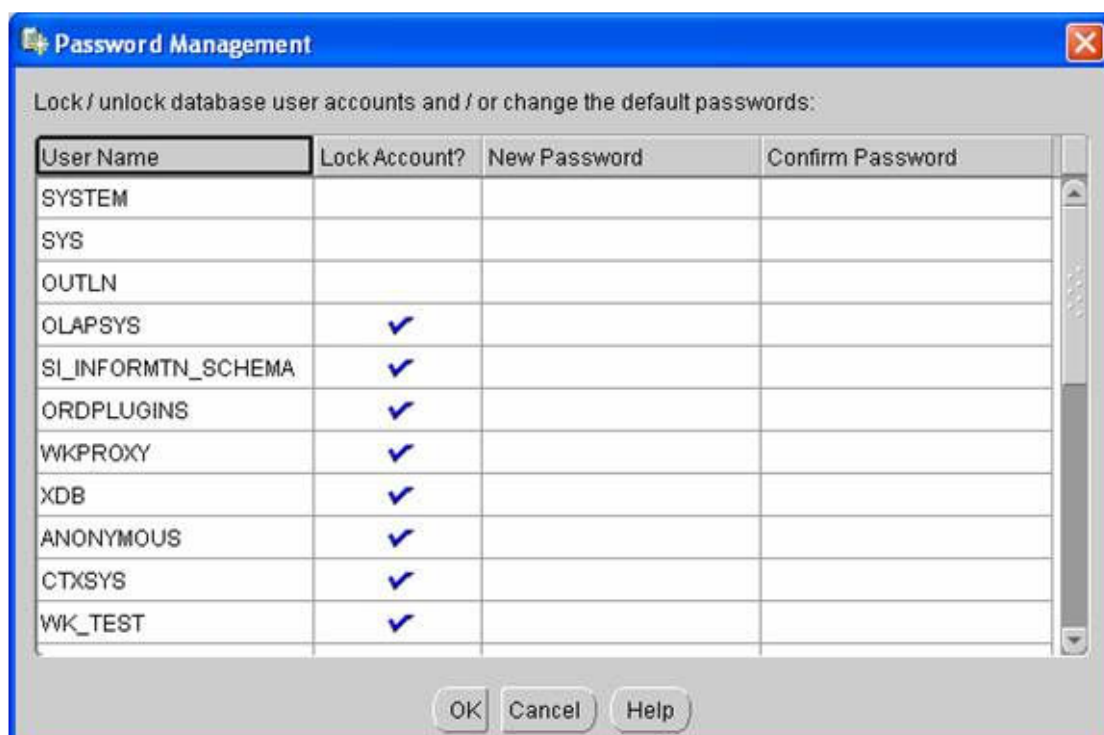 Password Management
Lock / unlock database user accounts and / or change the default passwords:
User Name Lock Account? New Password Confirm Password
SYSTEM
SYS
OUTLN
OLAPSYS
SI_INFORMTN_SCHEMA
ORDPLUGINS
WKPROXY
XDB
ANONYMOUS
CTXSYS
WK_TEST
OK Cancel Help